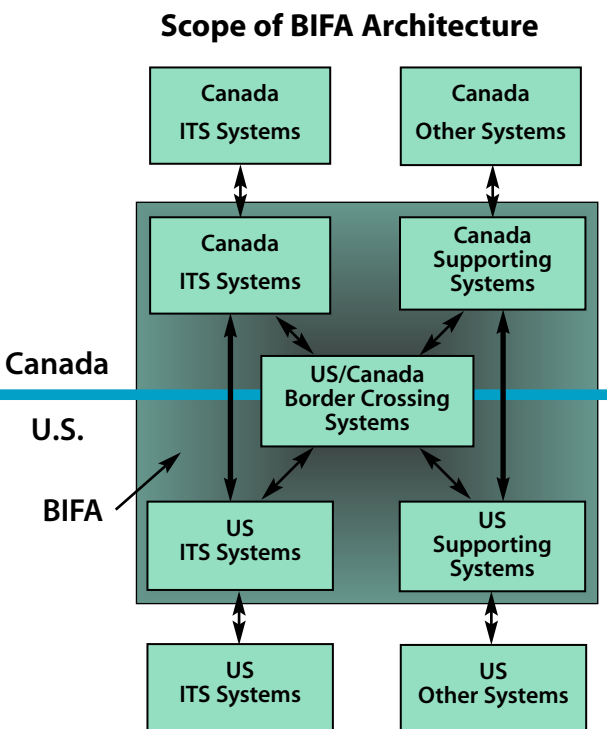 Scope of BIFA Architecture
Canada
ITS Systems
Canada
Other Systems
Canada
ITS Systems
Canada
Supporting
Systems
Canada
US/Canada
Border Crossing
Systems
U.S.
BIFA
US
ITS Systems
US
Supporting
Systems
US
ITS Systems
US
Other Systems